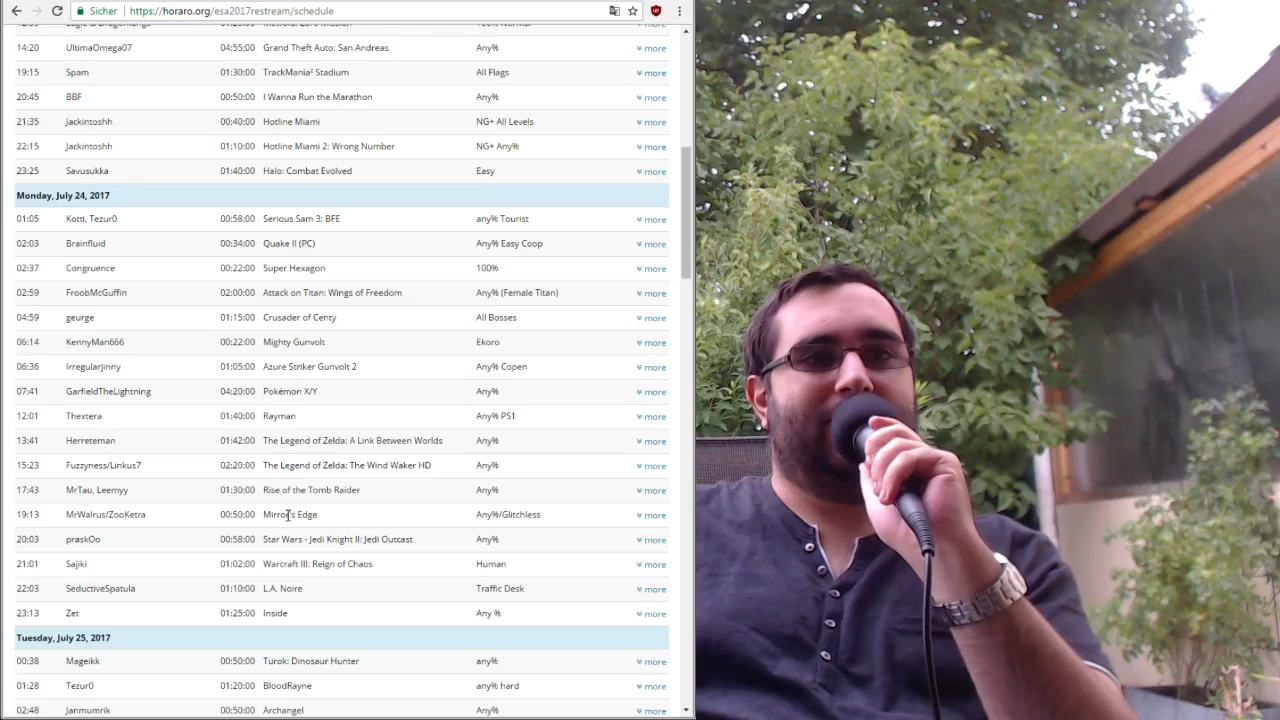 Sicher https://horaro.org/esa2017restream/schedule
14:20 UltimaOmega07 04:55:00 Grand Theft Auto: San Andreas Any% more
19:15 Spam 01:30:00 TrackMania² Stadium All Flags more
20:45 BBF 00:50:00 I Wanna Run the Marathon Any% more
21:35 Jackintoshh 00:40:00 Hotline Miami NG+ All Levels more
22:15 Jackintoshh 01:10:00 Hotline Miami 2: Wrong Number NG+ Any% more
23:25 Savusukka 01:40:00 Halo: Combat Evolved Easy more
Monday, July 24, 2017
01:05 Kotti, Tezur0 00:58:00 Serious Sam 3: BFE any% Tourist more
02:03 Brainfluid 00:34:00 Quake II (PC) Any% Easy Coop more
02:37 Congruence 00:22:00 Super Hexagon 100% more
02:59 FroobMcGuffin 02:00:00 Attack on Titan: Wings of Freedom Any% (Female Titan) more
04:59 geurge 01:15:00 Crusader of Centy All Bosses more
06:14 KennyMan666 00:22:00 Mighty Gunvolt Ekoro more
06:36 IrregularJinny 01:05:00 Azure Striker Gunvolt 2 Any% Copen more
07:41 GarfieldTheLightning 04:20:00 Pokémon X/Y Any% more
12:01 Thextera 01:40:00 Rayman Any% PS1 more
13:41 Herreteman 01:42:00 The Legend of Zelda: A Link Between Worlds Any% more
15:23 Fuzzyness/Linkus7 02:20:00 The Legend of Zelda: The Wind Waker HD Any% more
17:43 MrTau, Leemyy 01:30:00 Rise of the Tomb Raider Any% more
19:13 MrWalrus/ZooKetra 00:50:00 Mirror's Edge Any%/Glitchless more
20:03 praskOo 00:58:00 Star Wars - Jedi Knight II: Jedi Outcast Any% more
21:01 Sajiki 01:02:00 Warcraft III: Reign of Chaos Human more
22:03 SeductiveSpatula 01:10:00 L.A. Noire Traffic Desk more
23:13 Zet 01:25:00 Inside Any % more
Tuesday, July 25, 2017
00:38 Mageikk 00:50:00 Turok: Dinosaur Hunter any% more
01:28 Tezur0 01:20:00 BloodRayne any% hard more
02:48 Janmumrik 00:50:00 Archangel Any% more